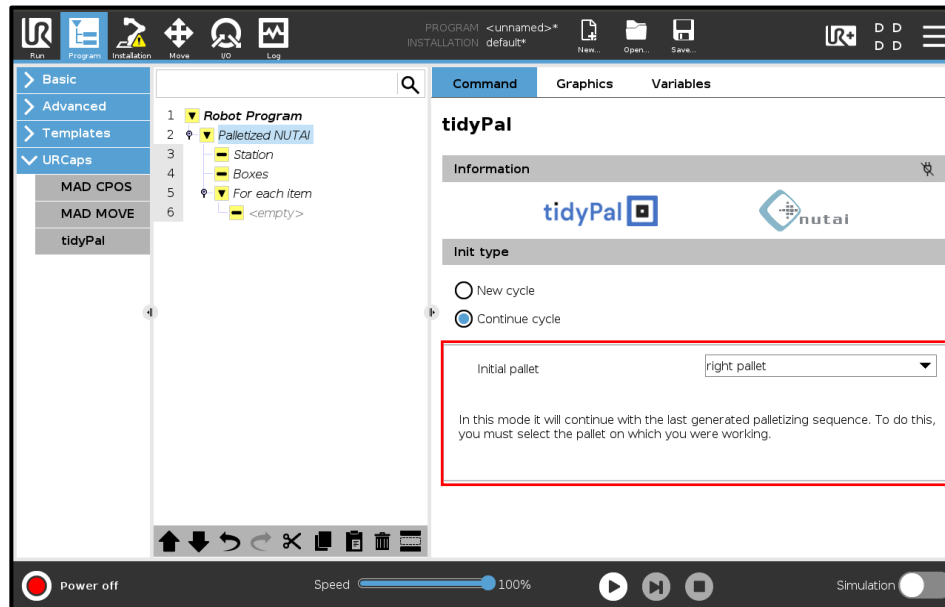 PROGRAM <unnamed>*
INSTALLATION default*
Run
Program
Installation
Move
I/O
Log
New...
Open...
Save...
UR+
D D
D D
Basic
Advanced
Templates
URCaps
MAD CPOS
MAD MOVE
tidyPal
1 Robot Program
2 Palletized NUTAI
3 Station
4 Boxes
5 For each item
6 <empty>
Command Graphics Variables
tidyPal
Information
tidyPal
nutai
Init type
New cycle
Continue cycle
Initial pallet right pallet
In this mode it will continue with the last generated palletizing sequence. To do this,
you must select the pallet on which you were working.
Power off
Speed 100%
Simulation